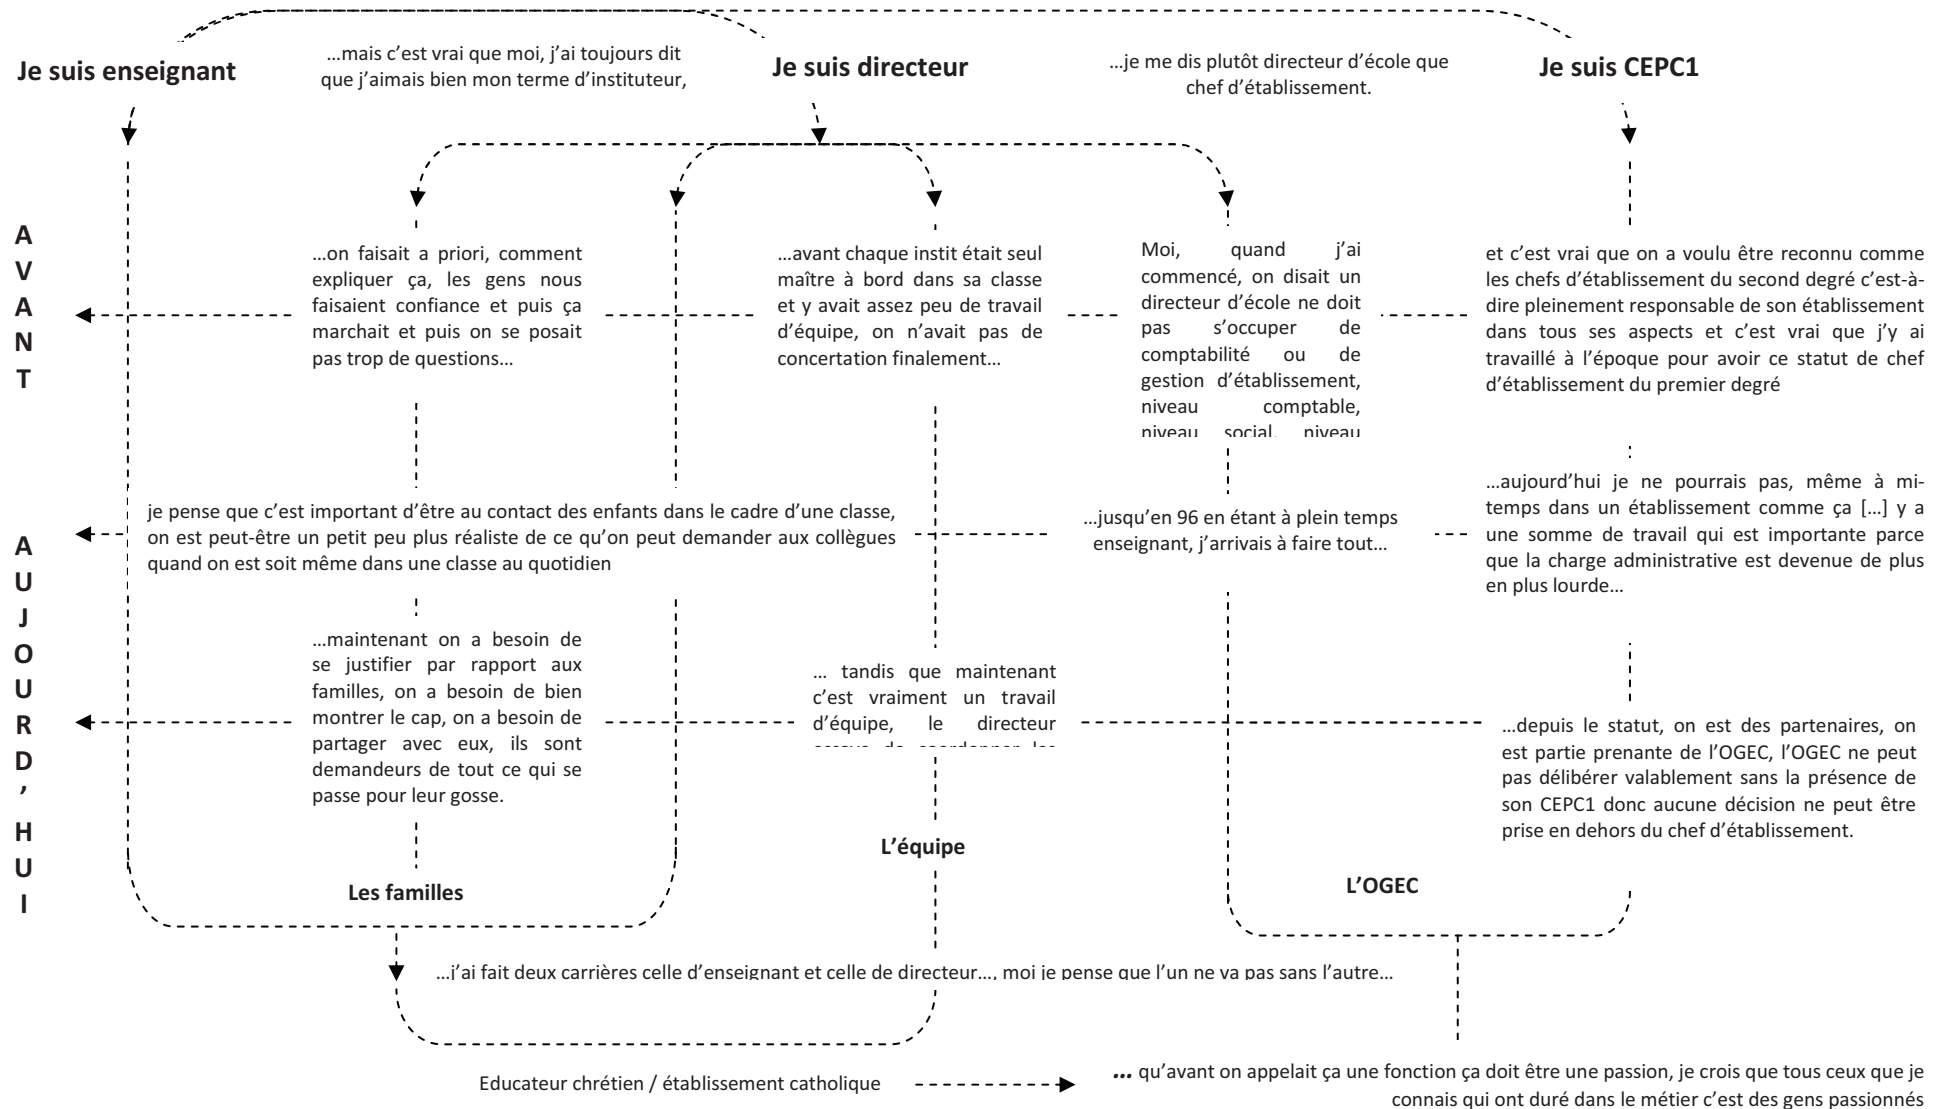 Je suis enseignant
…mais c’est vrai que moi, j’ai toujours dit
que j’aimais bien mon terme d’instituteur,
Je suis directeur
…je me dis plutôt directeur d’école que
chef d’établissement.
Je suis CEPC1
A
V
A
N
T
…on faisait a priori, comment
expliquer ça, les gens nous
faisaient confiance et puis ça
marchait et puis on se posait
pas trop de questions…
…avant chaque instit était seul
maître à bord dans sa classe
et y avait assez peu de travail
d’équipe, on n’avait pas de
concertation finalement…
Moi, quand j’ai
commencé, on disait un
directeur d’école ne doit
pas s’occuper de
comptabilité ou de
gestion d’établissement,
niveau comptable,
niveau social, niveau
et c’est vrai que on a voulu être reconnu comme
les chefs d’établissement du second degré c’est-à-
dire pleinement responsable de son établissement
dans tous ses aspects et c’est vrai que j’y ai
travaillé à l’époque pour avoir ce statut de chef
d’établissement du premier degré
A
U
J
O
U
R
D
’
H
U
I
je pense que c’est important d’être au contact des enfants dans le cadre d’une classe,
on est peut-être un petit peu plus réaliste de ce qu’on peut demander aux collègues
quand on est soit même dans une classe au quotidien
…jusqu’en 96 en étant à plein temps
enseignant, j’arrivais à faire tout…
…aujourd’hui je ne pourrais pas, même à mi-
temps dans un établissement comme ça […] y a
une somme de travail qui est importante parce
que la charge administrative est devenue de plus
en plus lourde…
…maintenant on a besoin de
se justifier par rapport aux
familles, on a besoin de bien
montrer le cap, on a besoin de
partager avec eux, ils sont
demandeurs de tout ce qui se
passe pour leur gosse.
… tandis que maintenant
c’est vraiment un travail
d’équipe, le directeur
essaye de coordonner les
…depuis le statut, on est des partenaires, on
est partie prenante de l’OGEC, l’OGEC ne peut
pas délibérer valablement sans la présence de
son CEPC1 donc aucune décision ne peut être
prise en dehors du chef d’établissement.
L’équipe
Les familles
L’OGEC
…j’ai fait deux carrières celle d’enseignant et celle de directeur…, moi je pense que l’un ne va pas sans l’autre…
Educateur chrétien / établissement catholique
… qu’avant on appelait ça une fonction ça doit être une passion, je crois que tous ceux que je
connais qui ont duré dans le métier c’est des gens passionnés